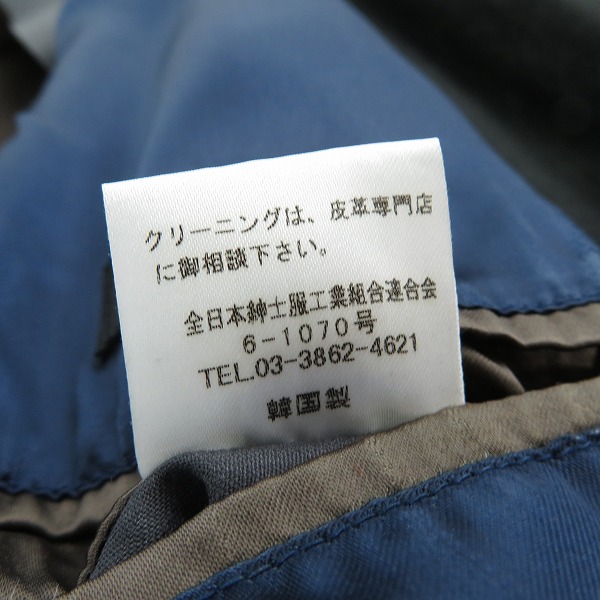 クリーニングは、皮革専門店
に御相談下さい。
全日本紳士服工業組合連合会
6-1070号
TEL.03-3862-4621
韓国製